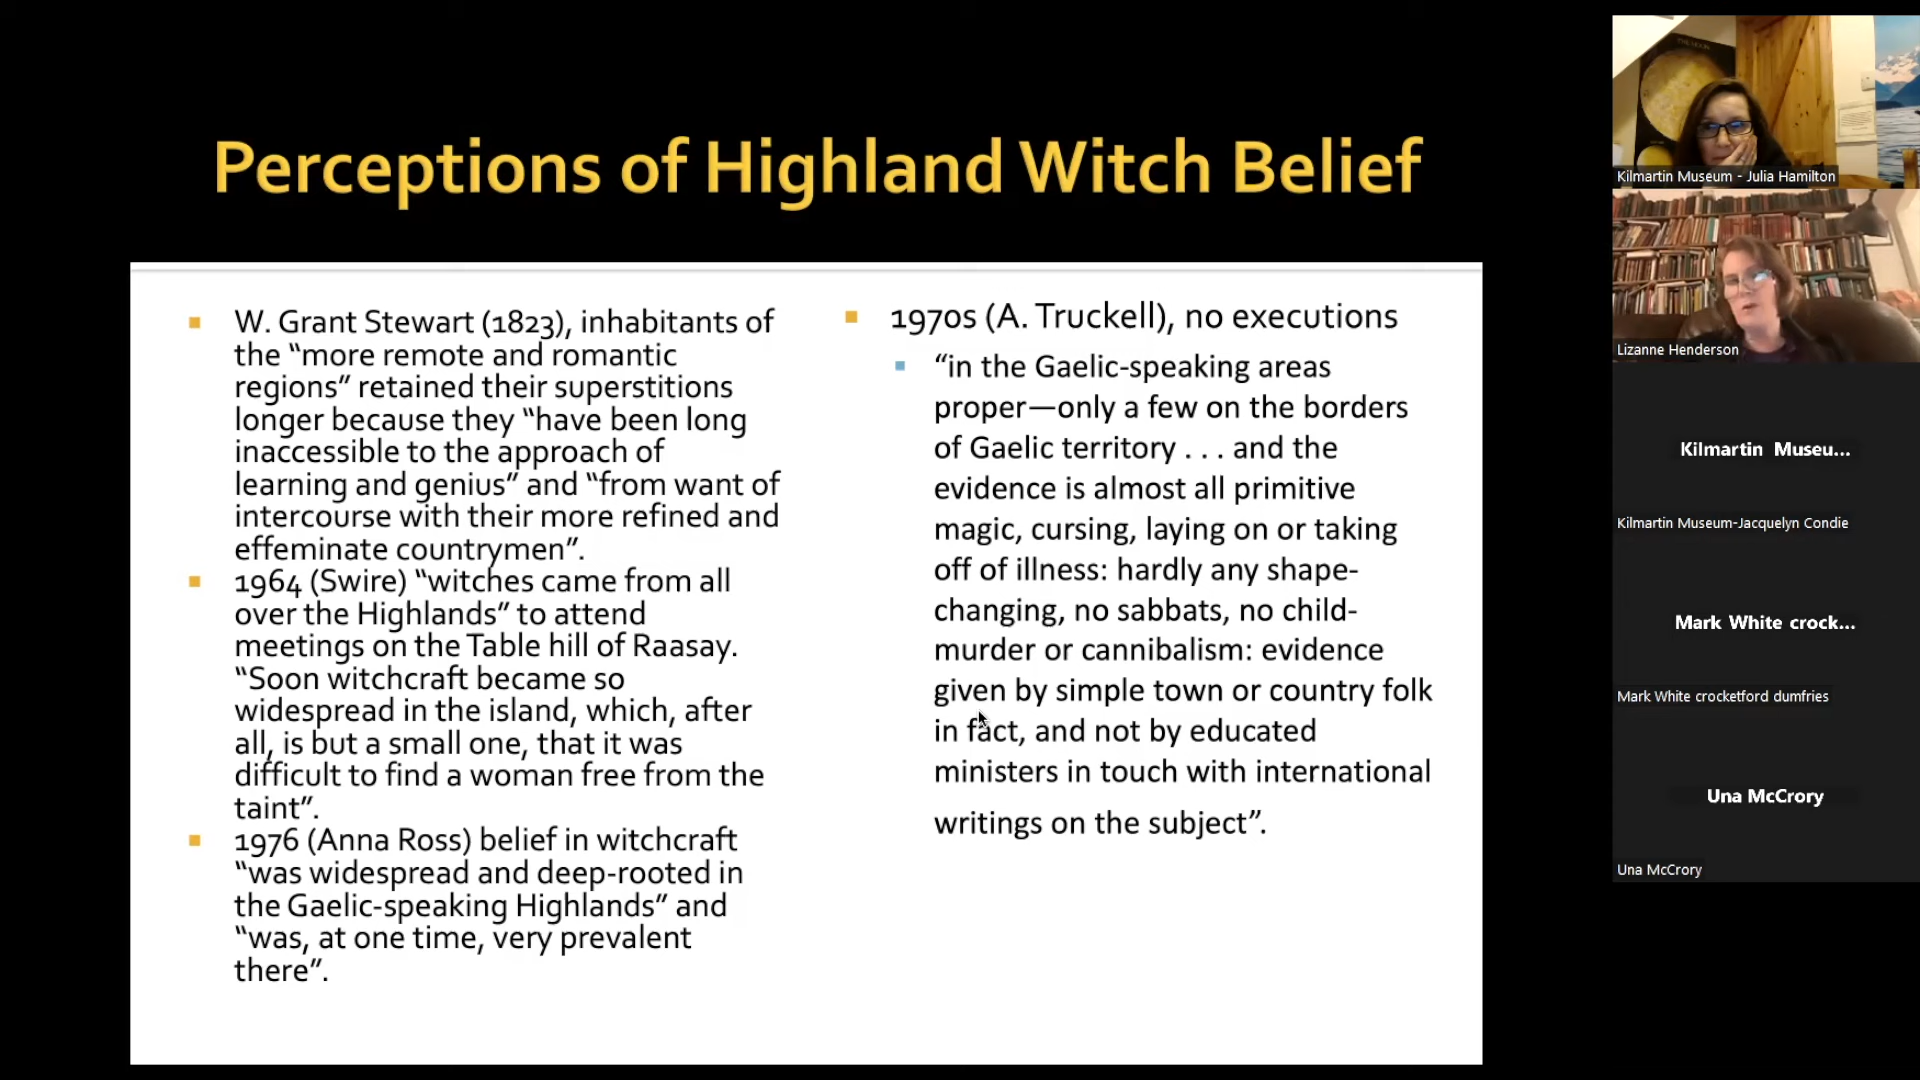 Perceptions of Highland Witch Belief
W. Grant Stewart (1823), inhabitants of
the “more remote and romantic
regions” retained their superstitions
longer because they “have been long
inaccessible to the approach of
learning and genius” and “from want of
intercourse with their more refined and
effeminate countrymen”.
1964 (Swire) “witches came from all
over the Highlands” to attend
meetings on the Table hill of Raasay.
“Soon witchcraft became so
widespread in the island, which, after
all, is but a small one, that it was
difficult to find a woman free from the
taint”.
1976 (Anna Ross) belief in witchcraft
“was widespread and deep-rooted in
the Gaelic-speaking Highlands” and
“was, at one time, very prevalent
there”.
1970s (A. Truckell), no executions
“in the Gaelic-speaking areas
proper—only a few on the borders
of Gaelic territory . . . and the
evidence is almost all primitive
magic, cursing, laying on or taking
off of illness: hardly any shape-
changing, no sabbats, no child-
murder or cannibalism: evidence
given by simple town or country folk
in fact, and not by educated
ministers in touch with international
writings on the subject”.
Kilmartin Museum - Julia Hamilton
Lizanne Henderson
Kilmartin Museu...
Kilmartin Museum-Jacquelyn Condie
Mark White crock...
Mark White crocketford dumfries
Una McCrory
Una McCrory